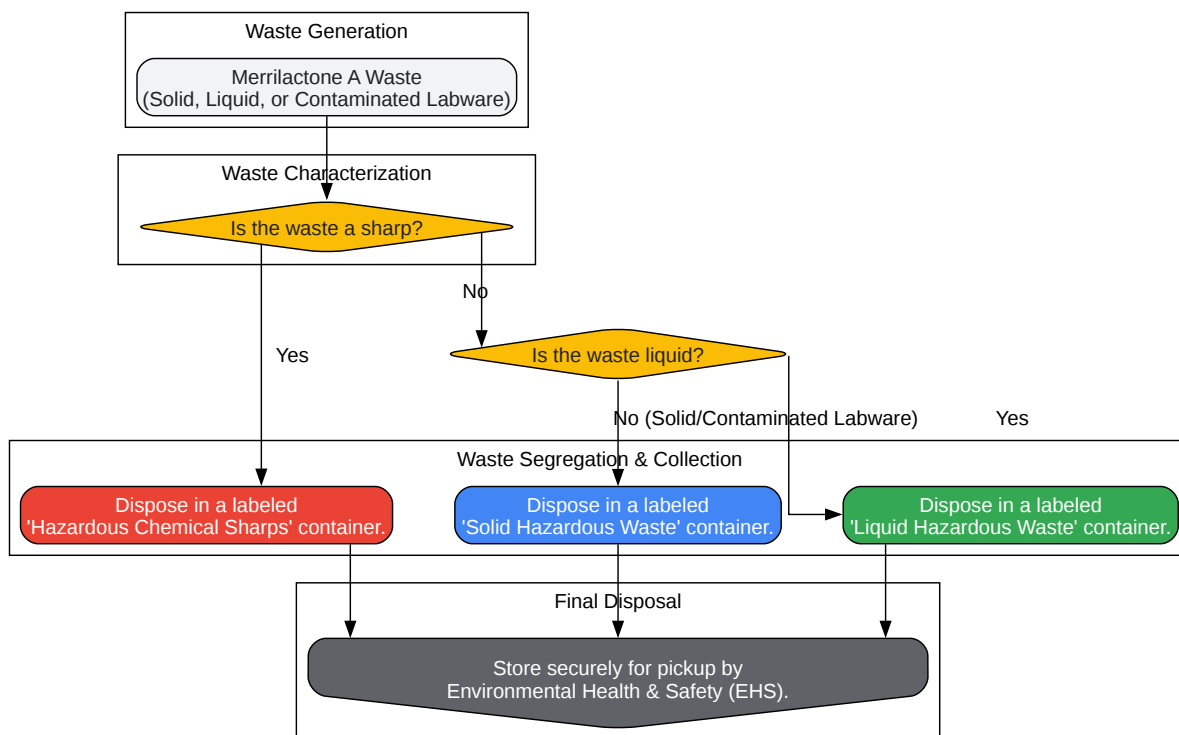 Waste Generation
Merrilactone A Waste
(Solid, Liquid, or Contaminated Labware)
Waste Characterization
Is the waste a sharp?
No
Yes
Is the waste liquid?
No (Solid/Contaminated Labware)
Yes
Waste Segregation & Collection
Dispose in a labeled
'Hazardous Chemical Sharps' container.
Dispose in a labeled
'Solid Hazardous Waste' container.
Dispose in a labeled
'Liquid Hazardous Waste' container.
Final Disposal
Store securely for pickup by
Environmental Health & Safety (EHS).